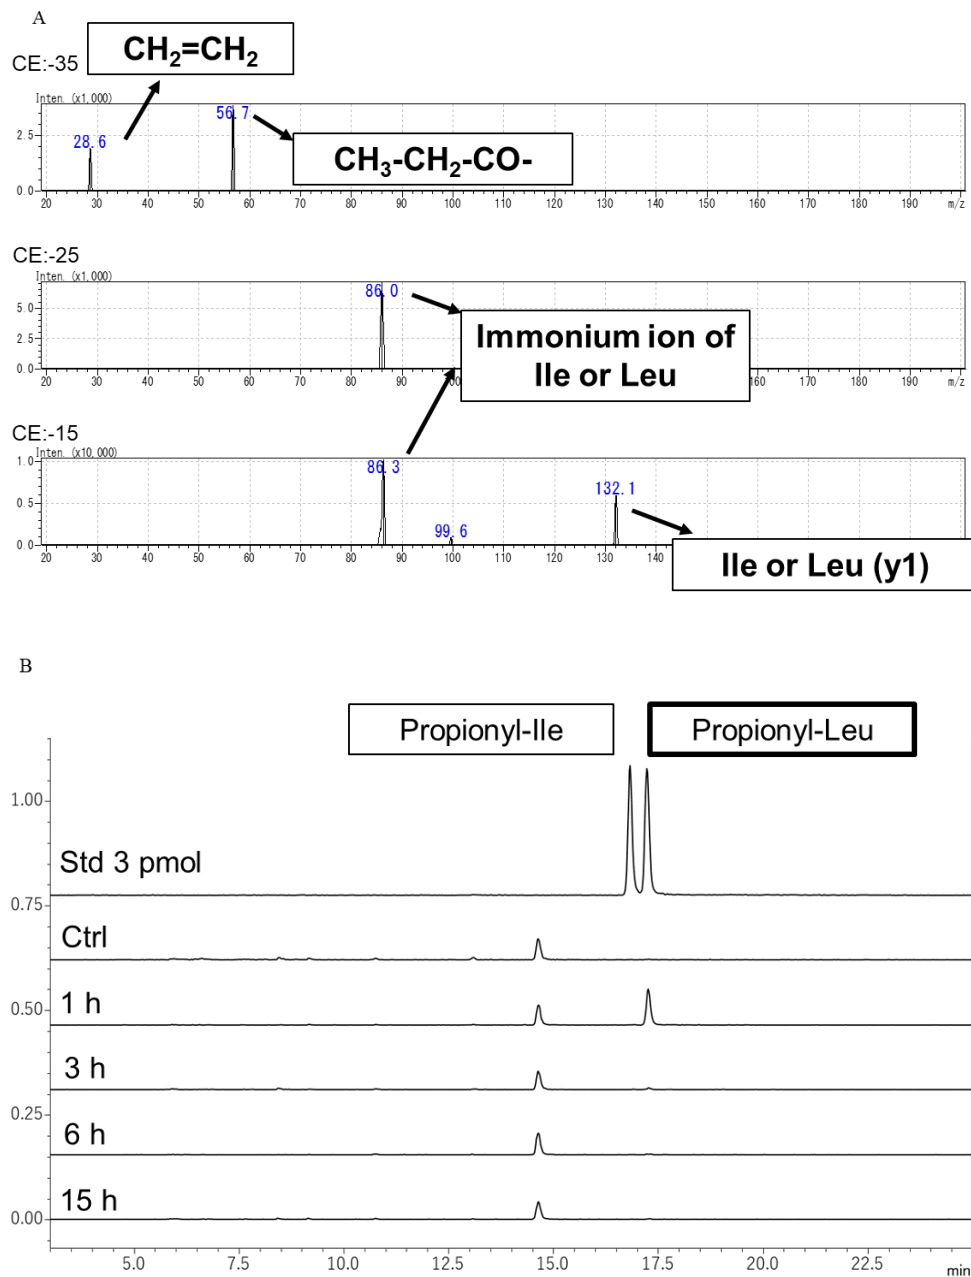 A
CH2=CH2
CE:-35
Inten. (x1,000)
56.7
2.5
28.6
CH3-CH2-CO-
0.0
20 30 40 50 60 70 80 90 100 110 120 130 140 150 160 170 180 190 m/z
CE:-25
Inten. (x1,000)
86.0
5.0
Immonium ion of
2.5
Ile or Leu
0.0
20 30 40 50 60 70 80 90 100 160 170 180 190 m/z
CE:-15
Inten. (x10,000)
1.0
86.3
132.1
0.5
99.6
0.0
20 30 40 50 60 70 80 90 100 110 120 130 140
Ile or Leu (y1)
B
Propionyl-Ile Propionyl-Leu
1.00
Std 3 pmol
0.75
Ctrl
0.50
1 h
3 h
0.25
6 h
15 h
0.00
5.0 7.5 10.0 12.5 15.0 17.5 20.0 22.5 min